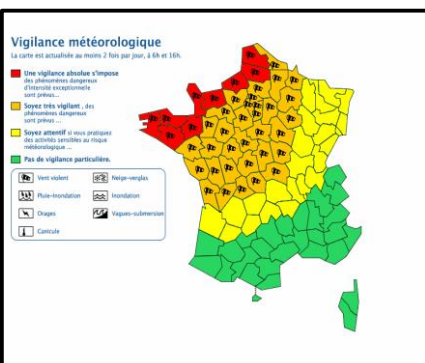 Vigilance météorologique
La carte est actualisée au moins 2 fois par jour, à 6h et 16h.
Une vigilance absolue s'impose
des phénomènes dangereux
d'intensité exceptionnelle
sont prévus...
Soyez très vigilant, des
phénomènes dangereux
sont prévus ...
Soyez attentif si vous pratiquez
des activités sensibles au risque
météorologique ...
Pas de vigilance particulière.
Vent violent
Neige-verglas
Pluie-Inondation
Inondation
Orages
Vagues-submersion
Canicule